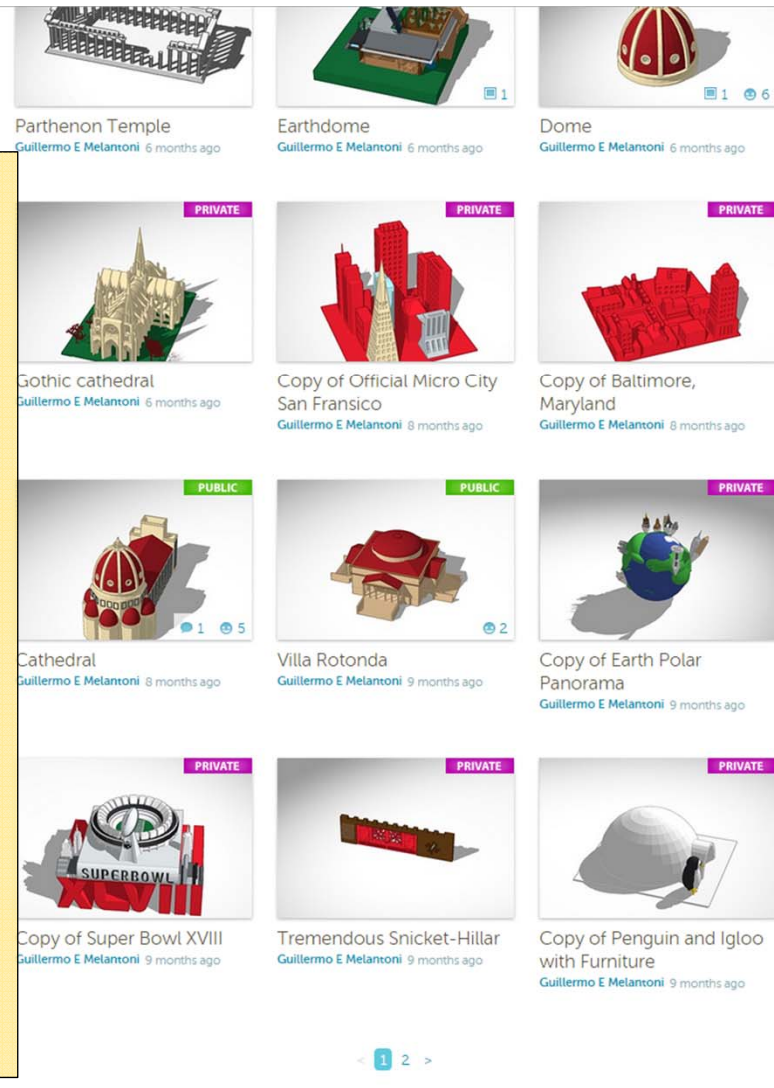 1
1 6
Parthenon Temple
Guillermo E Melantoni 6 months ago
Earthdome
Guillermo E Melantoni 6 months ago
Dome
Guillermo E Melantoni 6 months ago
PRIVATE
Gothic cathedral
Guillermo E Melantoni 6 months ago
PRIVATE
Copy of Official Micro City
San Fransico
Guillermo E Melantoni 8 months ago
PRIVATE
Copy of Baltimore,
Maryland
Guillermo E Melantoni 8 months ago
PUBLIC
1 5
Cathedral
Guillermo E Melantoni 8 months ago
PUBLIC
2
Villa Rotonda
Guillermo E Melantoni 9 months ago
PRIVATE
Copy of Earth Polar
Panorama
Guillermo E Melantoni 9 months ago
PRIVATE
SUPERBOWL
XLVIII
Copy of Super Bowl XVIII
Guillermo E Melantoni 9 months ago
PRIVATE
Tremendous Snicket-Hillar
Guillermo E Melantoni 9 months ago
PRIVATE
Copy of Penguin and Igloo
with Furniture
Guillermo E Melantoni 9 months ago
< 1 2 >